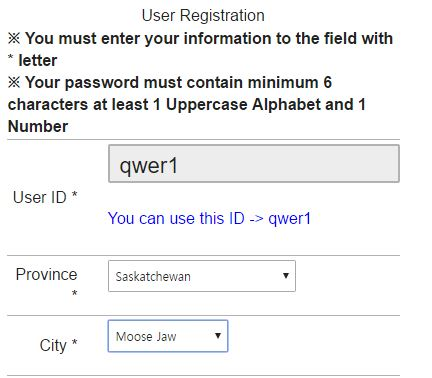 User Registration
※ You must enter your information to the field with
* letter
※ Your password must contain minimum 6
characters at least 1 Uppercase Alphabet and 1
Number
qwer1
User ID *
You can use this ID -> qwer1
Province
*
Saskatchewan
City *
Moose Jaw